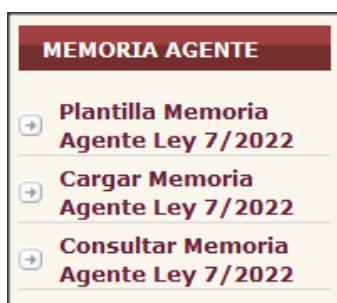 MEMORIA AGENTE
Plantilla Memoria
Agente Ley 7/2022
Cargar Memoria
Agente Ley 7/2022
Consultar Memoria
Agente Ley 7/2022